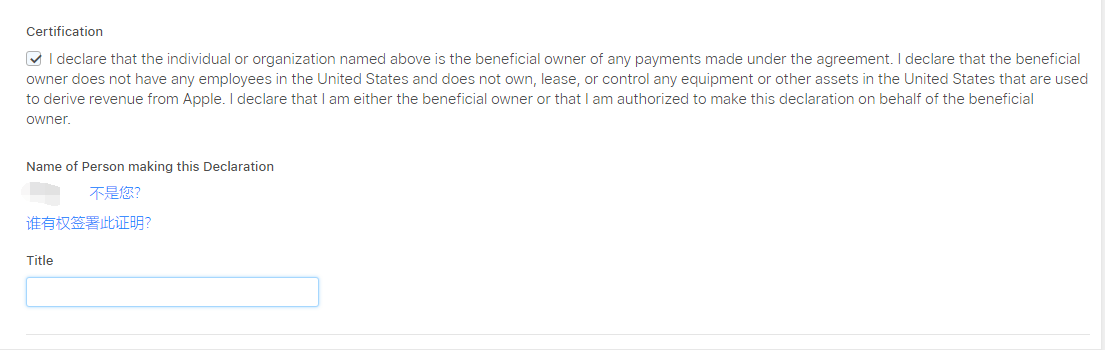 Certification
I declare that the individual or organization named above is the beneficial owner of any payments made under the agreement. I declare that the beneficial
owner does not have any employees in the United States and does not own, lease, or control any equipment or other assets in the United States that are used
to derive revenue from Apple. I declare that I am either the beneficial owner or that I am authorized to make this declaration on behalf of the beneficial
owner.
Name of Person making this Declaration
不是您?
谁有权签署此证明?
Title